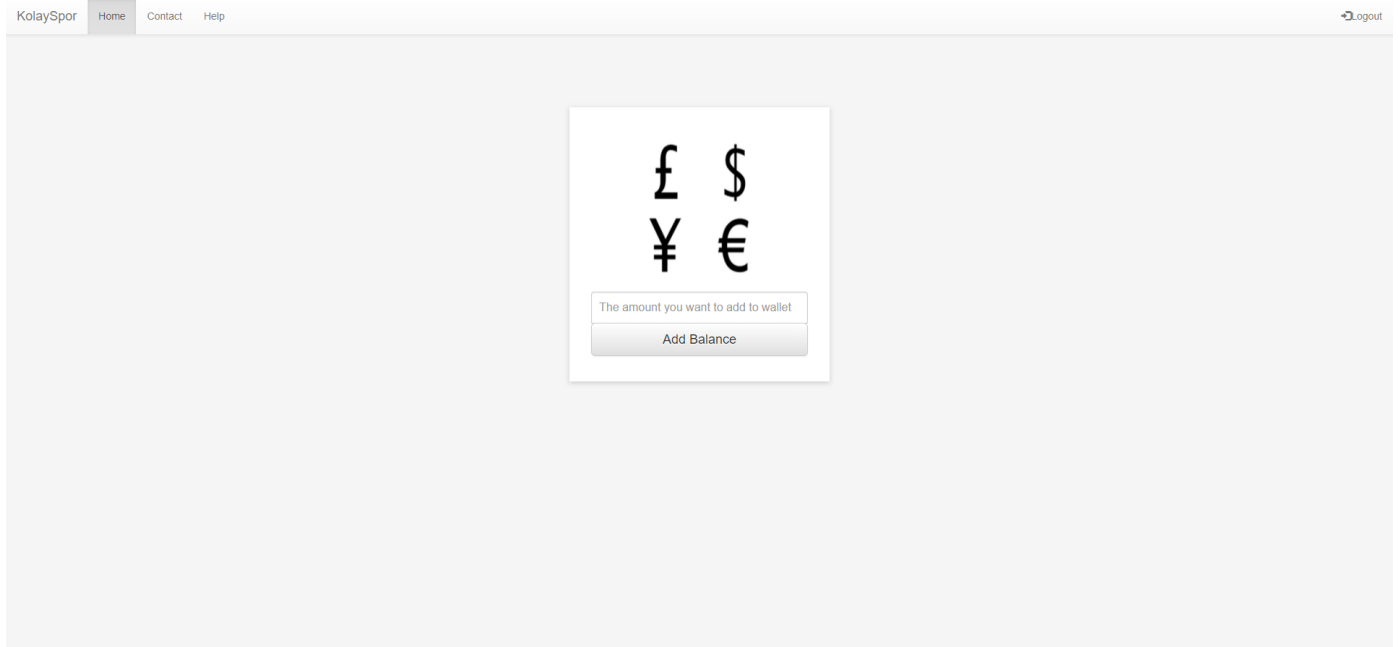 KolaySpor Home Contact Help Logout
£ $
¥ €
The amount you want to add to wallet
Add Balance